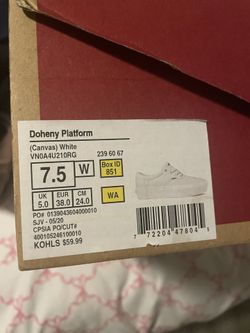 Doheny Platform
(Canvas) White
VN0A4U210RG 239 60 67
7.5 W Box ID 851
UK 5.0 EUR 38.0 CM 24.0 WA
PO# 0139043604000010
SJV - 05/20
CPSIA PO/CUT#
400105246100010
KOHLS $59.99
7 72204 47804